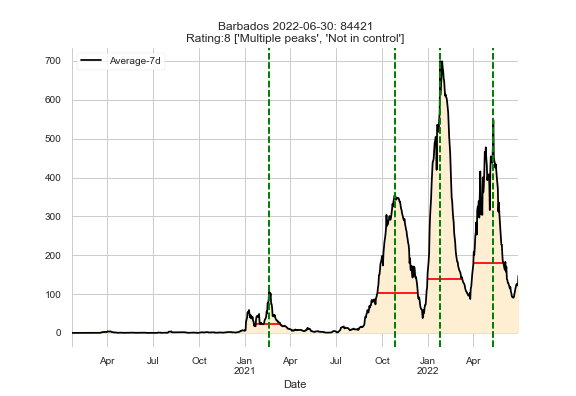 Barbados 2022-06-30: 84421
Rating:8 ['Multiple peaks', 'Not in control']
Average-7d
700
600
500
400
300
200
100
0
Apr Jul Oct Jan Apr Jul Oct Jan Apr
2021 2022
Date